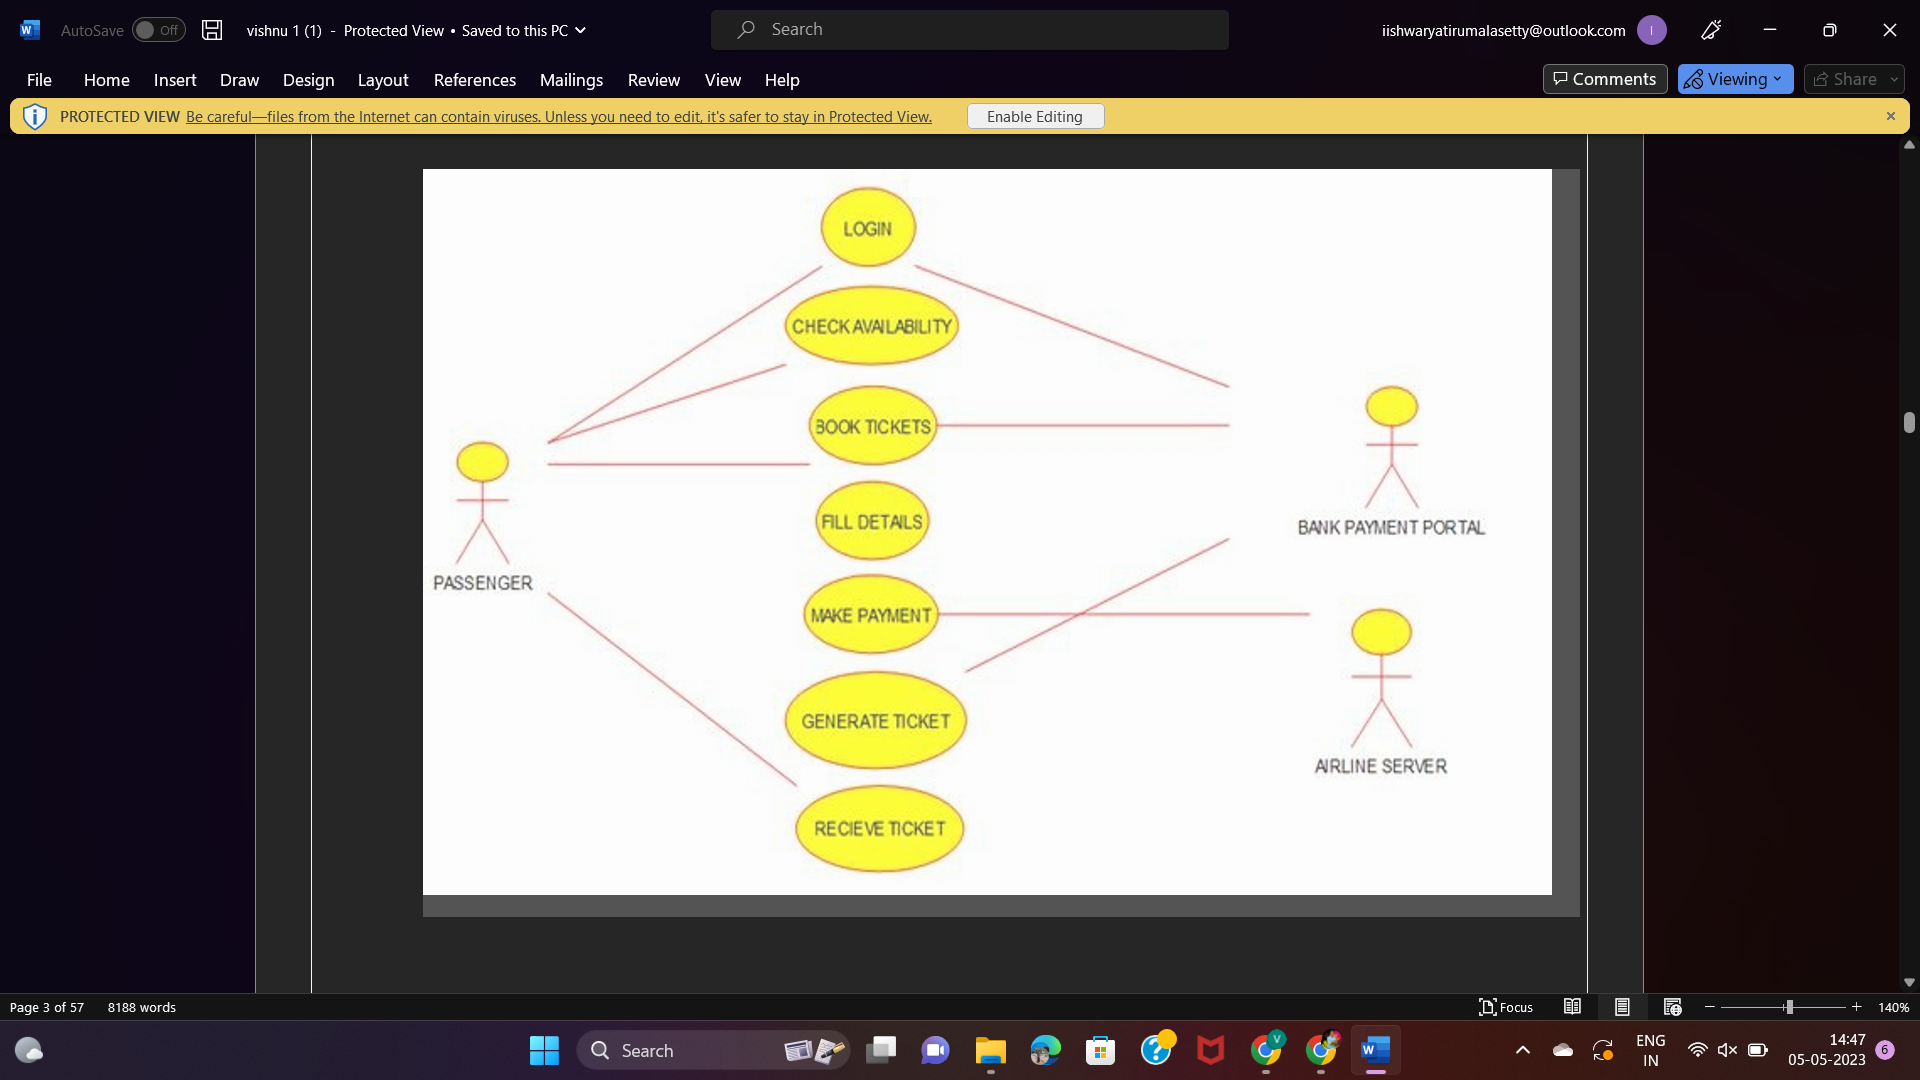 AutoSave Off vishnu 1 (1) - Protected View • Saved to this PC Search iishwaryatirumalasetty@outlook.com I
File Home Insert Draw Design Layout References Mailings Review View Help Comments Viewing Share
PROTECTED VIEW Be careful—files from the Internet can contain viruses. Unless you need to edit, it's safer to stay in Protected View. Enable Editing
LOGIN
CHECK AVAILABILITY
BOOK TICKETS
FILL DETAILS
BANK PAYMENT PORTAL
PASSENGER
MAKE PAYMENT
GENERATE TICKET
AIRLINE SERVER
RECIEVE TICKET
Page 3 of 57 8188 words Focus 140%
Search
ENG
IN
14:47
05-05-2023
6